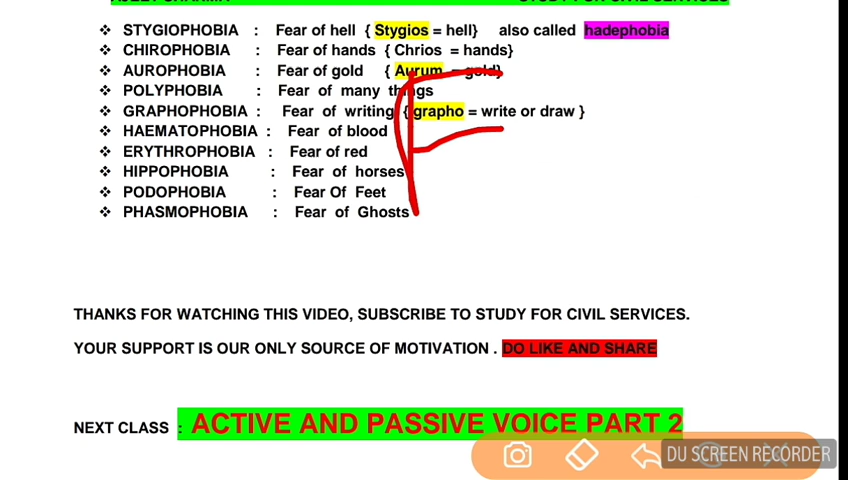 ❖ STYGIOPHOBIA : Fear of hell { Stygios = hell} also called hadephobia
❖ CHIROPHOBIA : Fear of hands { Chrios = hands}
❖ AUROPHOBIA : Fear of gold { Aurum = gold}
❖ POLYPHOBIA : Fear of many things
❖ GRAPHOPHOBIA : Fear of writing { grapho = write or draw }
❖ HAEMATOPHOBIA : Fear of blood
❖ ERYTHROPHOBIA : Fear of red
❖ HIPPOPHOBIA : Fear of horses
❖ PODOPHOBIA : Fear Of Feet
❖ PHASMOPHOBIA : Fear of Ghosts
THANKS FOR WATCHING THIS VIDEO, SUBSCRIBE TO STUDY FOR CIVIL SERVICES.
YOUR SUPPORT IS OUR ONLY SOURCE OF MOTIVATION . DO LIKE AND SHARE
NEXT CLASS : ACTIVE AND PASSIVE VOICE PART 2
DU SCREEN RECORDER